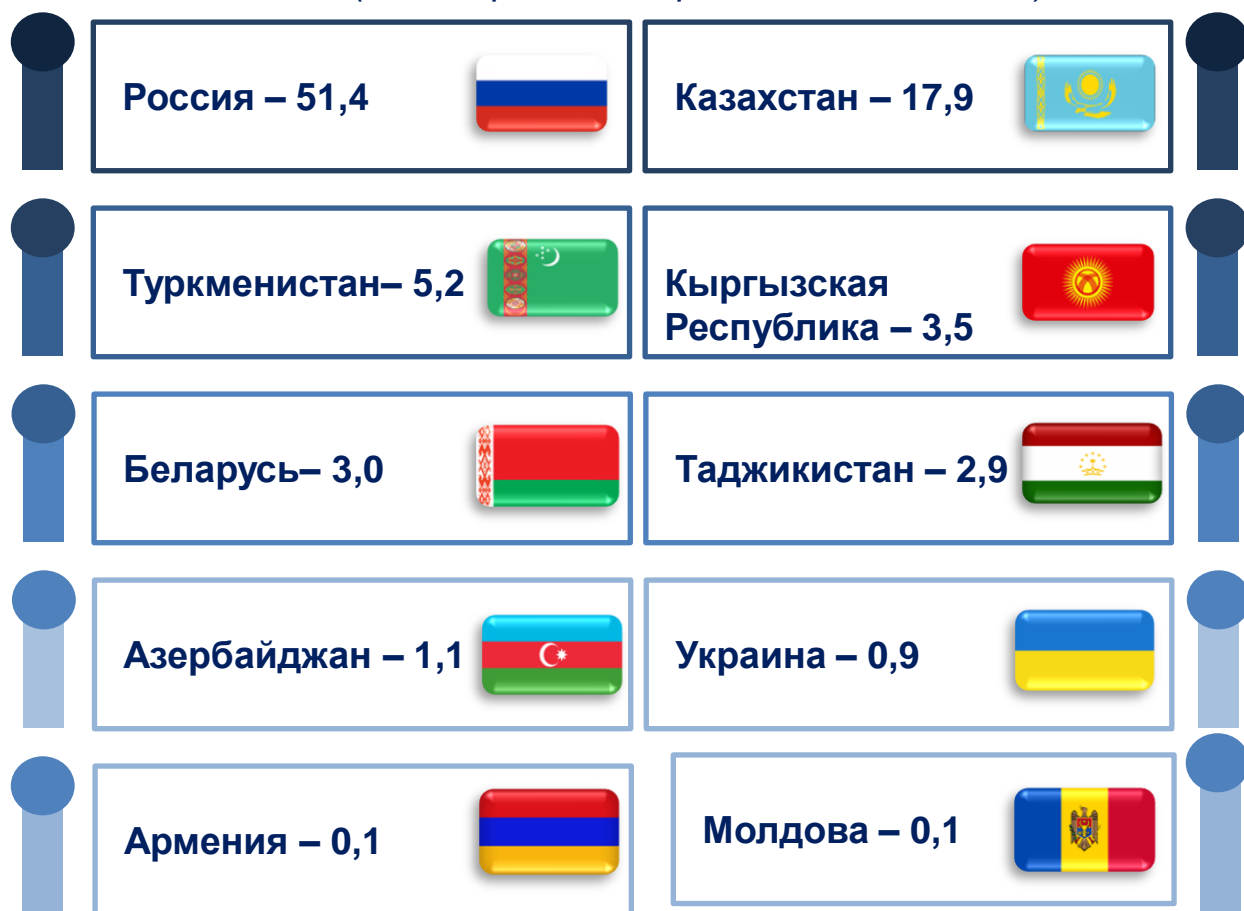 Россия – 51,4
Казахстан – 17,9
Туркменистан– 5,2
Кыргызская
Республика – 3,5
Беларусь– 3,0
Таджикистан – 2,9
Азербайджан – 1,1
Украина – 0,9
Армения – 0,1
Молдова – 0,1